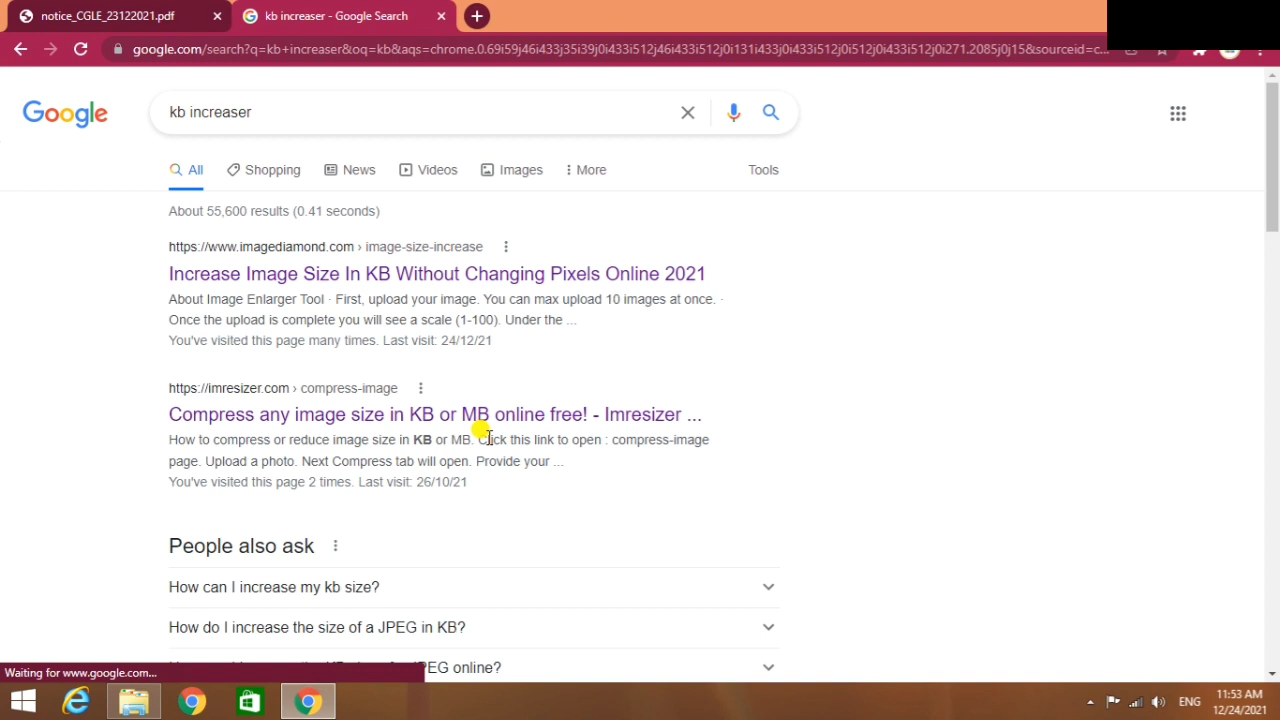 notice_CGLE_23122021.pdf
kb increaser - Google Search
google.com/search?q=kb+increaser&oq=kb&aqs=chrome.0.69i59j46i433j35i39j0i433i512j46i433i512j0i131i433j0i433i512j0i512j0i433i512j0i271.2085j0j15&sourceid=c...
Google
kb increaser
All
Shopping
News
Videos
Images
More
Tools
About 55,600 results (0.41 seconds)
https://www.imagediamond.com › image-size-increase
Increase Image Size In KB Without Changing Pixels Online 2021
About Image Enlarger Tool · First, upload your image. You can max upload 10 images at once. ·
Once the upload is complete you will see a scale (1-100). Under the ...
You've visited this page many times. Last visit: 24/12/21
https://imresizer.com › compress-image
Compress any image size in KB or MB online free! - Imresizer ...
How to compress or reduce image size in KB or MB. Click this link to open : compress-image
page. Upload a photo. Next Compress tab will open. Provide your ...
You've visited this page 2 times. Last visit: 26/10/21
People also ask
How can I increase my kb size?
How do I increase the size of a JPEG in KB?
JPEG online?
Waiting for www.google.com...
ENG
11:53 AM
12/24/2021